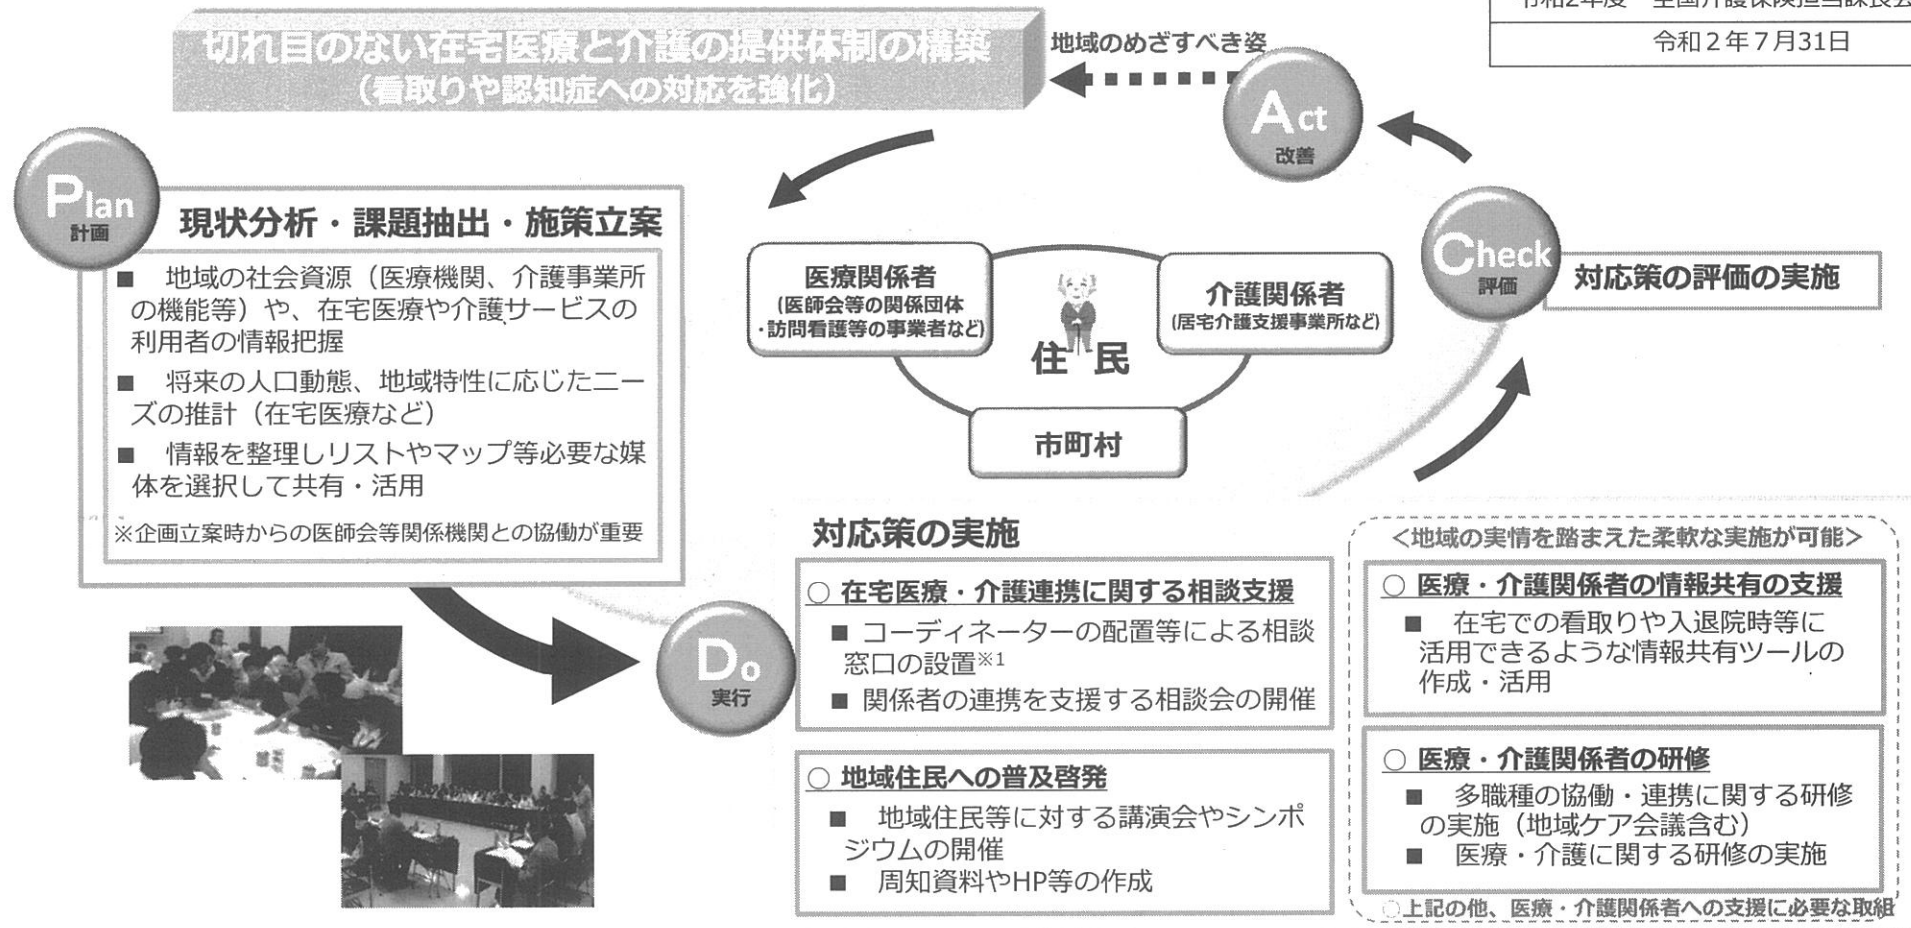 令和2年度 全国介護保険担当課長会
令和２年７月31日
切れ目のない在宅医療と介護の提供体制の構築
（看取りや認知症への対応を強化）
地域のめざすべき姿
Act
改善
Plan
計画
現状分析・課題抽出・施策立案
■ 地域の社会資源（医療機関、介護事業所
の機能等）や、在宅医療や介護サービスの
利用者の情報把握
■ 将来の人口動態、地域特性に応じたニー
ズの推計（在宅医療など）
■ 情報を整理しリストやマップ等必要な媒
体を選択して共有・活用
※企画立案時からの医師会等関係機関との協働が重要
医療関係者
(医師会等の関係団体
・訪問看護等の事業者など)
介護関係者
(居宅介護支援事業所など)
住民
市町村
Check
評価
対応策の評価の実施
Do
実行
対応策の実施
○ 在宅医療・介護連携に関する相談支援
■ コーディネーターの配置等による相談
窓口の設置※1
■ 関係者の連携を支援する相談会の開催
○ 地域住民への普及啓発
■ 地域住民等に対する講演会やシンポ
ジウムの開催
■ 周知資料やHP等の作成
＜地域の実情を踏まえた柔軟な実施が可能＞
○ 医療・介護関係者の情報共有の支援
■ 在宅での看取りや入退院時等に
活用できるような情報共有ツールの
作成・活用
○ 医療・介護関係者の研修
■ 多職種の協働・連携に関する研修
の実施（地域ケア会議含む）
■ 医療・介護に関する研修の実施
○上記の他、医療・介護関係者への支援に必要な取組